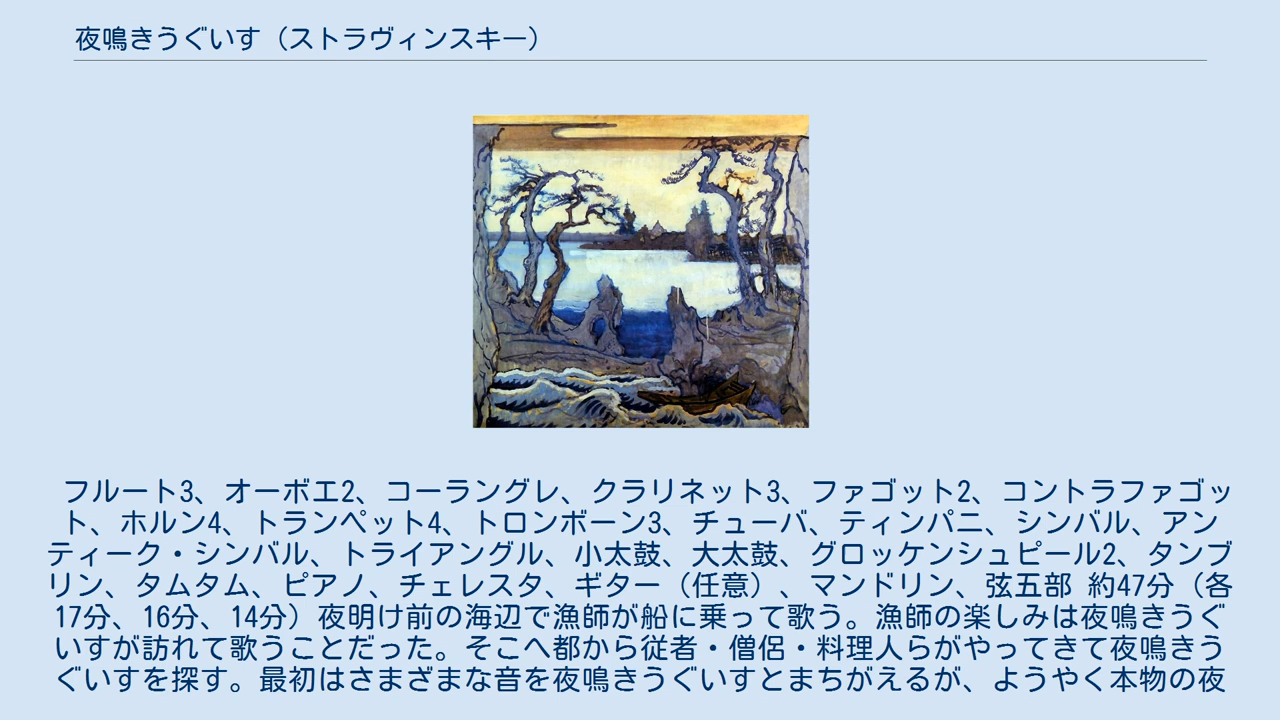 夜鳴きうぐいす（ストラヴィンスキー）
フルート3、オーボエ2、コーラングレ、クラリネット3、ファゴット2、コントラファゴッ
ト、ホルン4、トランペット4、トロンボーン3、チューバ、ティンパニ、シンバル、アン
ティーク・シンバル、トライアングル、小太鼓、大太鼓、グロッケンシュピール2、タンブ
リン、タムタム、ピアノ、チェレスタ、ギター（任意）、マンドリン、弦五部 約47分（各
17分、16分、14分）夜明け前の海辺で漁師が船に乗って歌う。漁師の楽しみは夜鳴きうぐ
いすが訪れて歌うことだった。そこへ都から従者・僧侶・料理人らがやってきて夜鳴きう
ぐいすを探す。最初はさまざまな音を夜鳴きうぐいすとまちがえるが、ようやく本物の夜